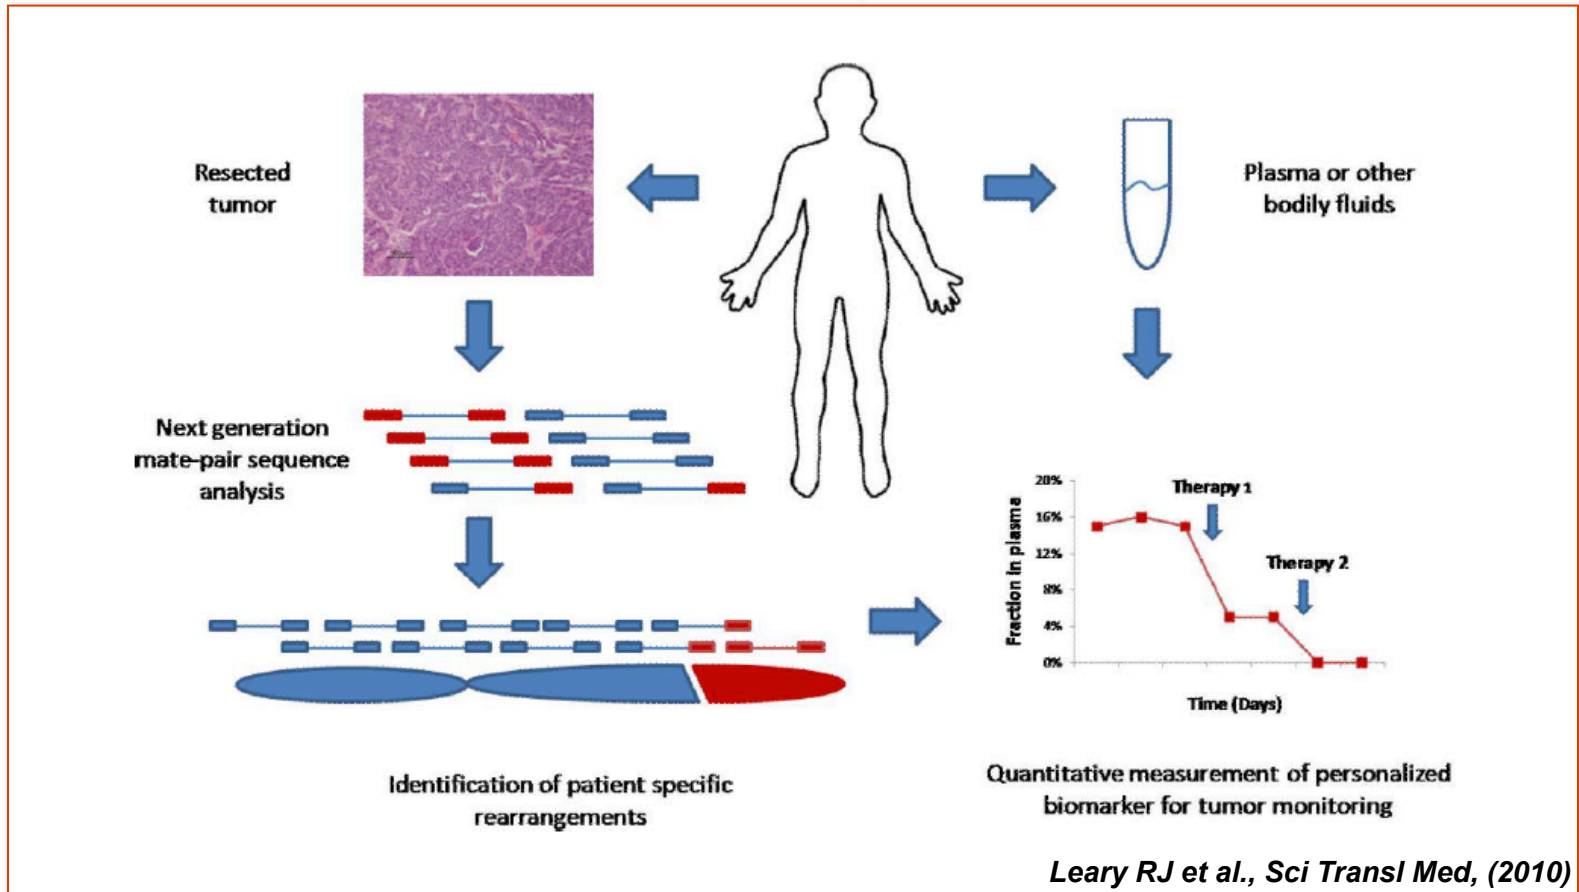 Resected
tumor
Plasma or other
bodily fluids
Next generation
mate-pair sequence
analysis
Identification of patient specific
rearrangements
20%
16%
12%
8%
4%
0%
Fraction in plasma
Therapy 1
Therapy 2
Time (Days)
Quantitative measurement of personalized
biomarker for tumor monitoring
Leary RJ et al., Sci Transl Med, (2010)